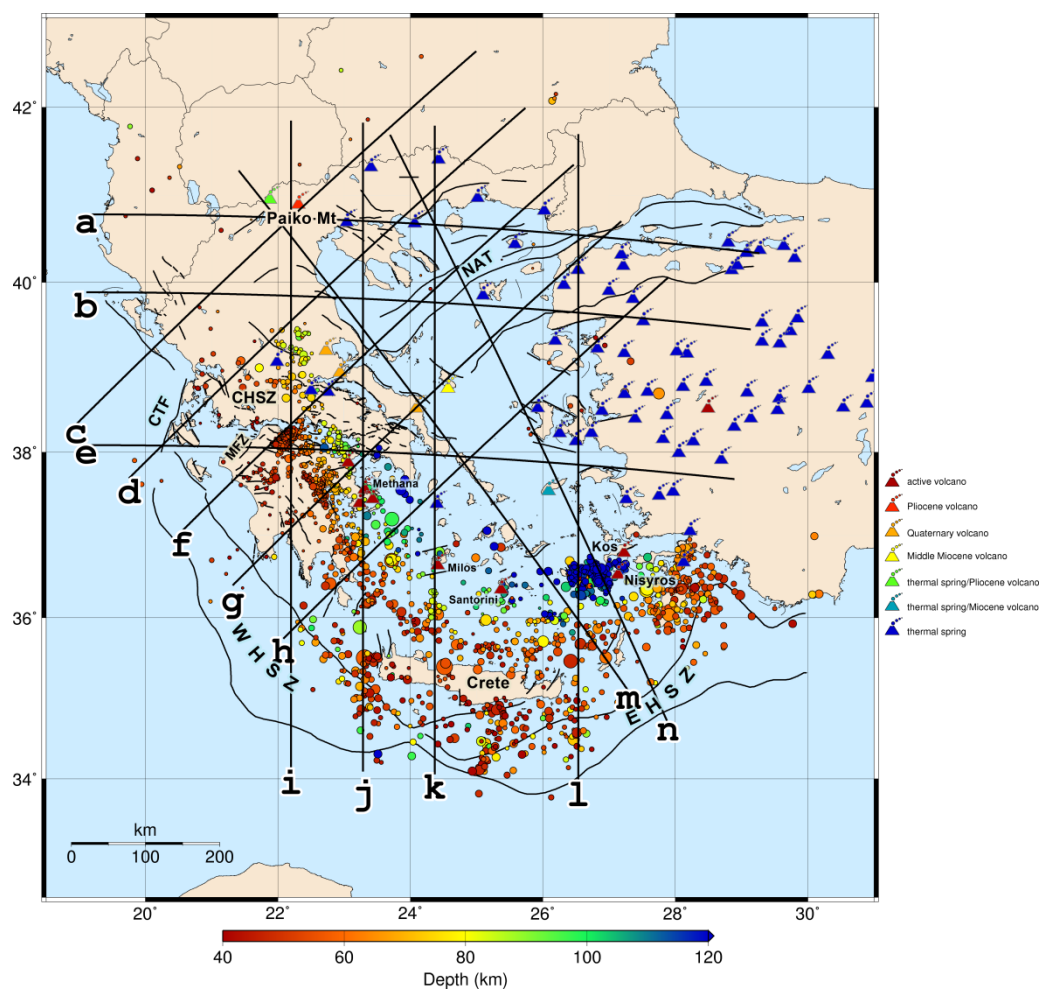 42°
40°
38°
36°
34°
a
b
c
e
d
f
g
h
i
j
k
l
m
n
Paiko·Mt
NAT
CTF
CHSZ
MFZ
Methana
Milos
Santorini
Kos
Nisyros
Crete
WHSZ
EHSZ
km
0 100 200
20° 22° 24° 26° 28° 30°
40 60 80 100 120
Depth (km)
active volcano
Pliocene volcano
Quaternary volcano
Middle Miocene volcano
thermal spring/Pliocene volcano
thermal spring/Miocene volcano
thermal spring